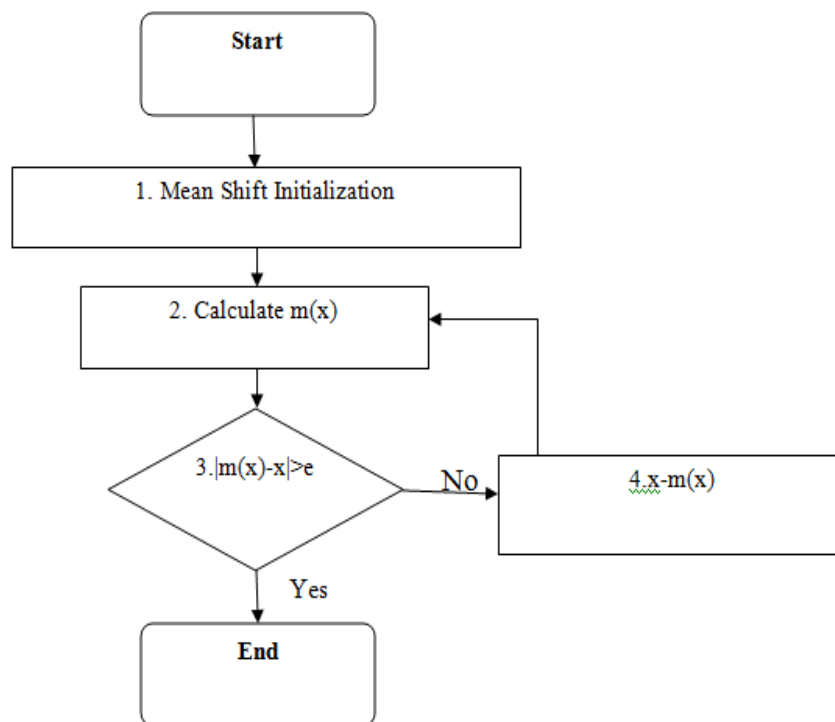 Start
1. Mean Shift Initialization
2. Calculate m(x)
3.|m(x)-x|>e
No
4.x-m(x)
Yes
End